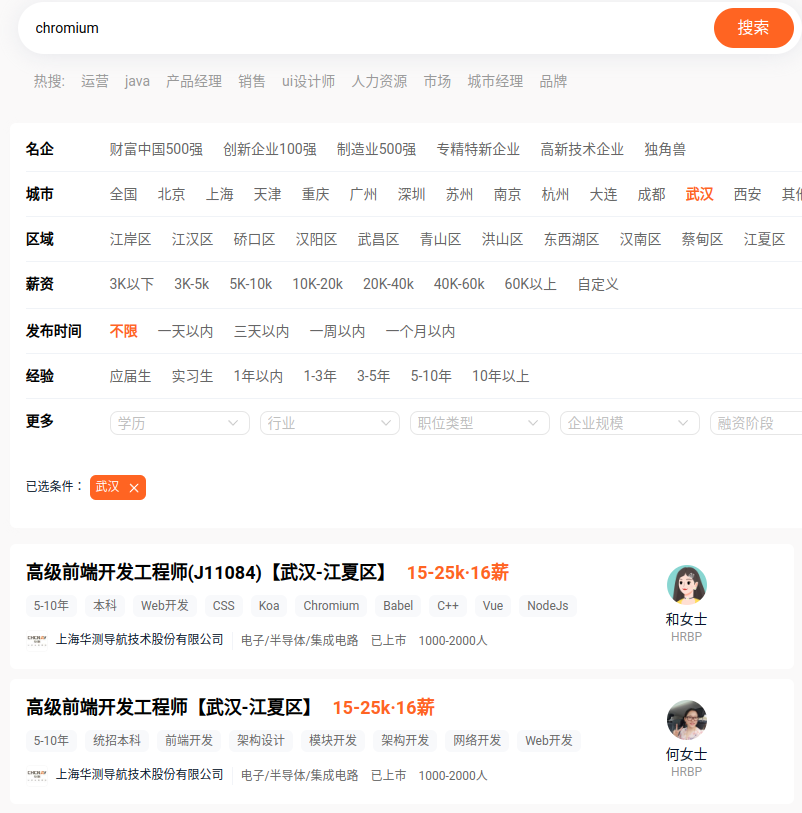 chromium 搜索
热搜: 运营 java 产品经理 销售 ui设计师 人力资源 市场 城市经理 品牌
名企 财富中国500强 创新企业100强 制造业500强 专精特新企业 高新技术企业 独角兽
城市 全国 北京 上海 天津 重庆 广州 深圳 苏州 南京 杭州 大连 成都 武汉 西安 其他
区域 江岸区 江汉区 硚口区 汉阳区 武昌区 青山区 洪山区 东西湖区 汉南区 蔡甸区 江夏区
薪资 3K以下 3K-5k 5K-10k 10K-20k 20K-40k 40K-60k 60K以上 自定义
发布时间 不限 一天以内 三天以内 一周以内 一个月以内
经验 应届生 实习生 1年以内 1-3年 3-5年 5-10年 10年以上
更多 学历 行业 职位类型 企业规模 融资阶段
已选条件： 武汉 ×
高级前端开发工程师(J11084)【武汉-江夏区】 15-25k·16薪
5-10年 本科 Web开发 CSS Koa Chromium Babel C++ Vue NodeJs
上海华测导航技术股份有限公司 电子/半导体/集成电路 已上市 1000-2000人
和女士
HRBP
高级前端开发工程师【武汉-江夏区】 15-25k·16薪
5-10年 统招本科 前端开发 架构设计 模块开发 架构开发 网络开发 Web开发
上海华测导航技术股份有限公司 电子/半导体/集成电路 已上市 1000-2000人
何女士
HRBP